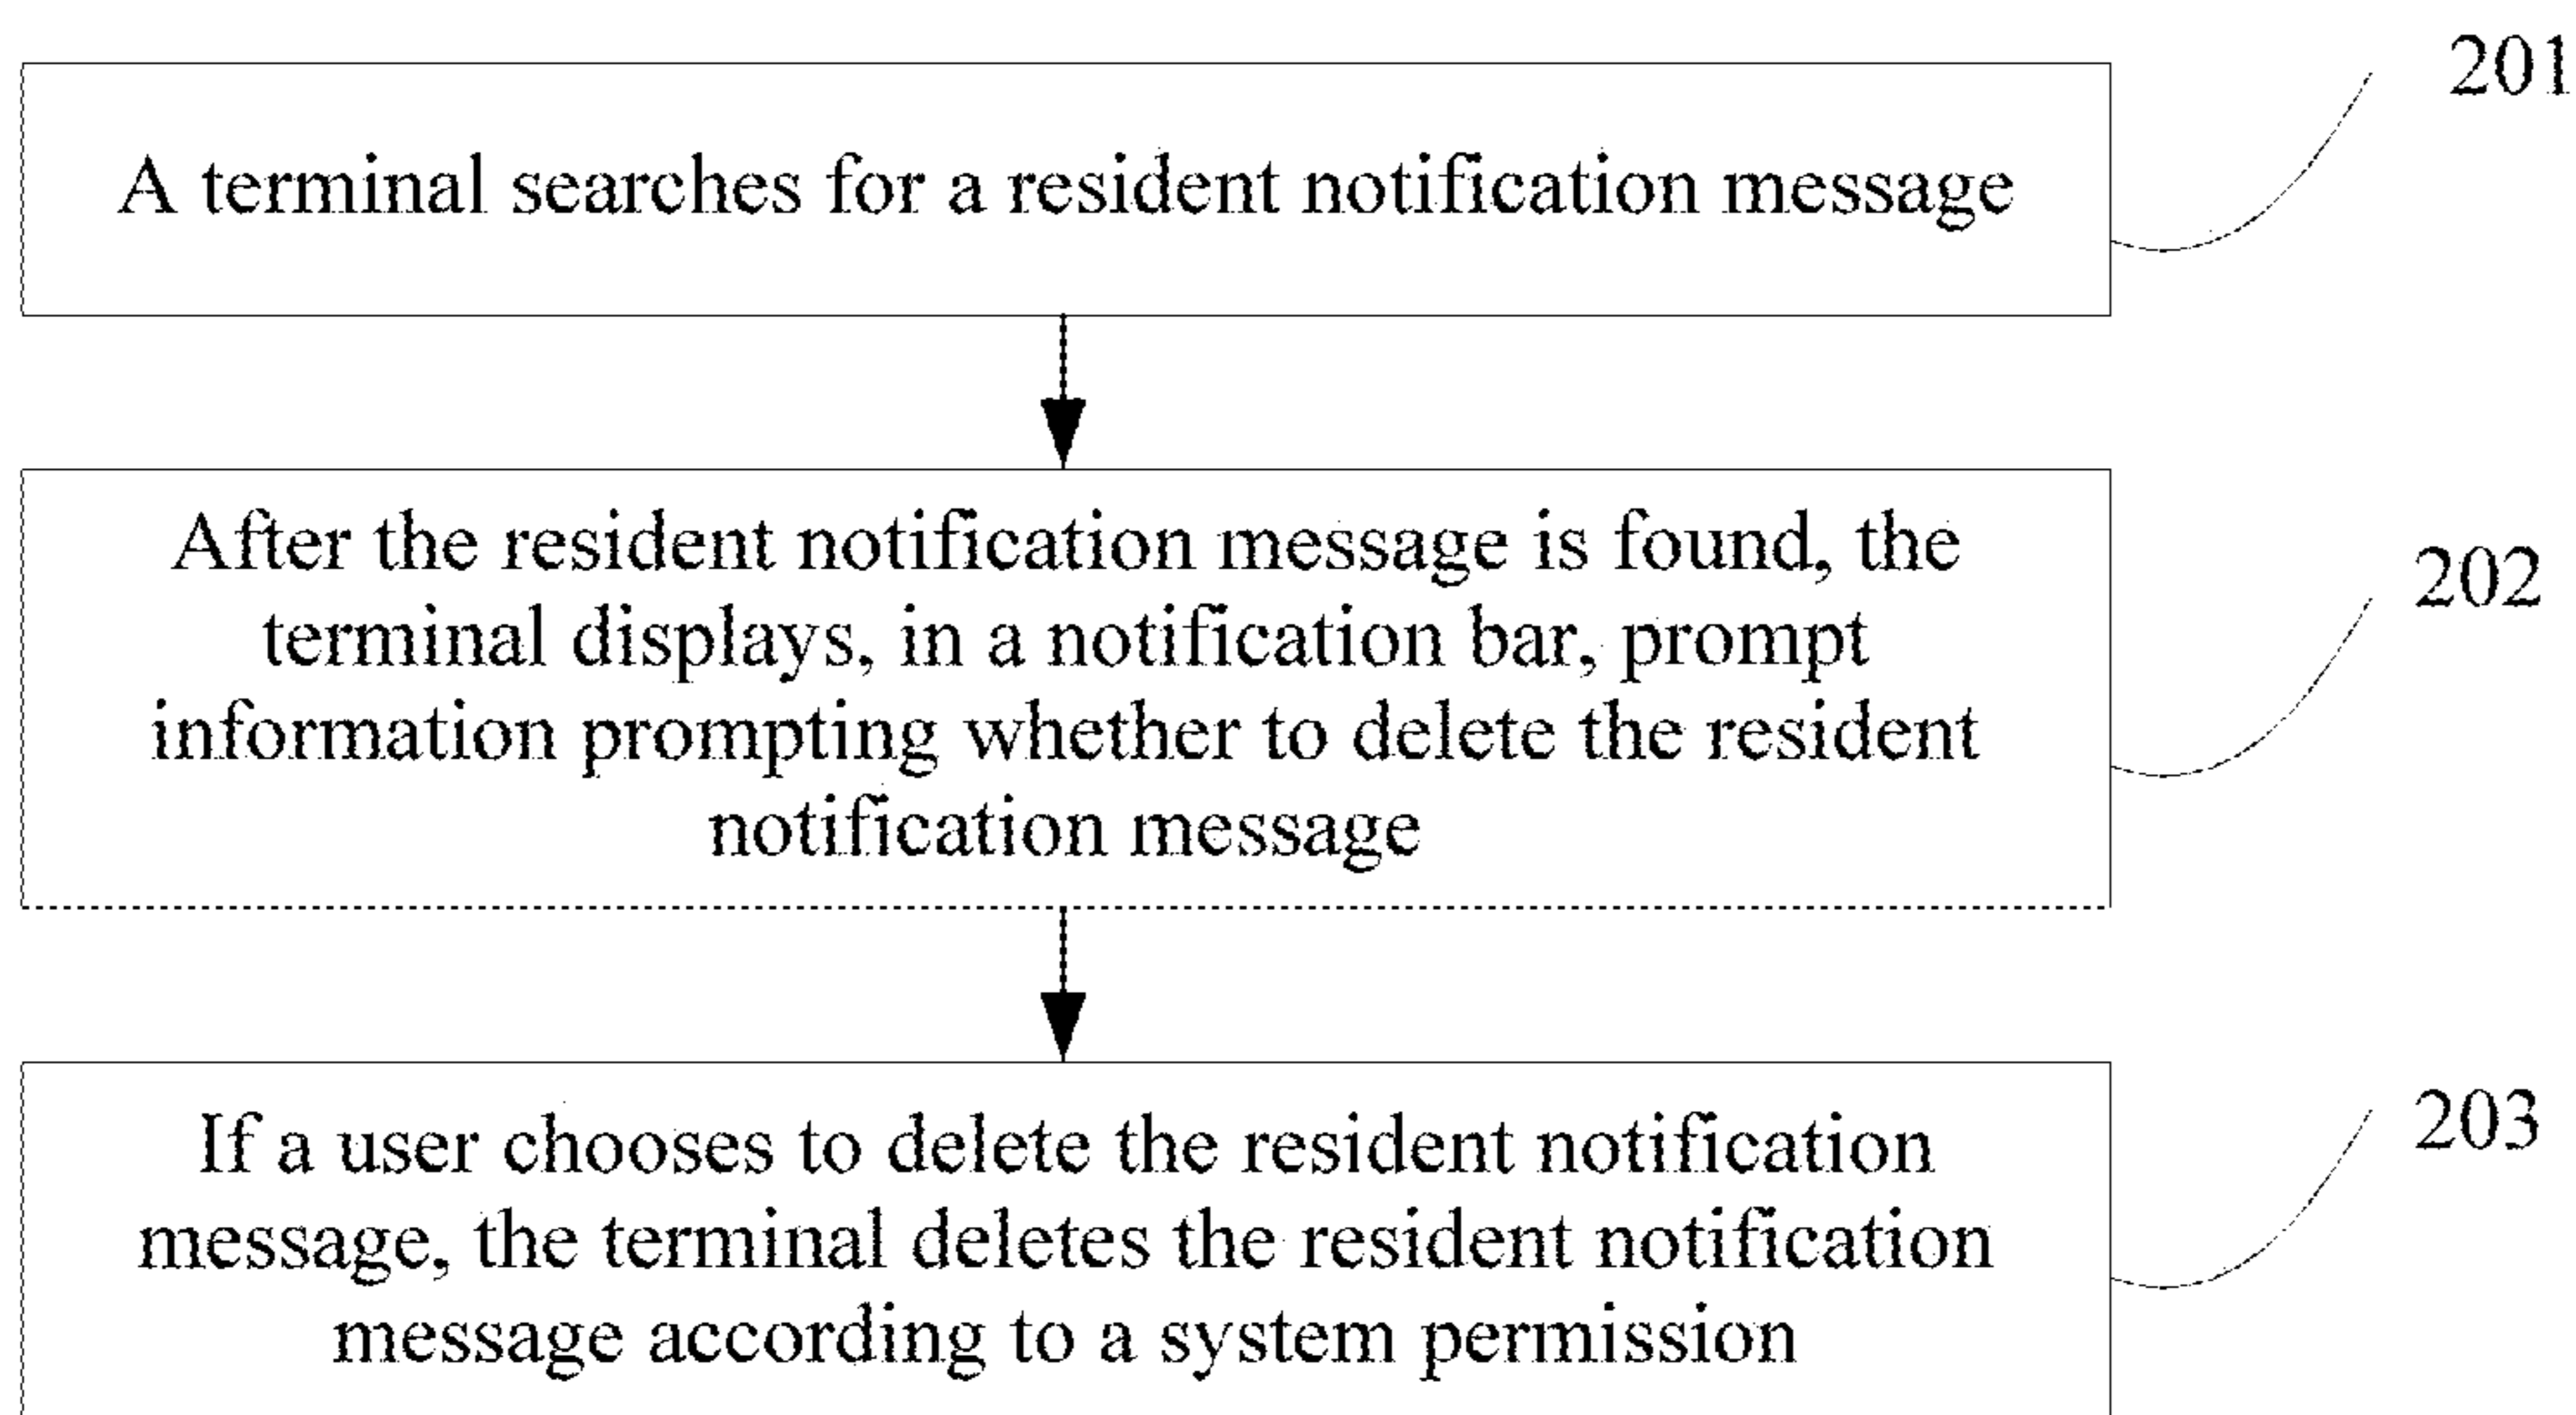 201
A terminal searches for a resident notification message
After the resident notification message is found, the
terminal displays, in a notification bar, prompt
information prompting whether to delete the resident
notification message
202
If a user chooses to delete the resident notification
message, the terminal deletes the resident notification
message according to a system permission
203